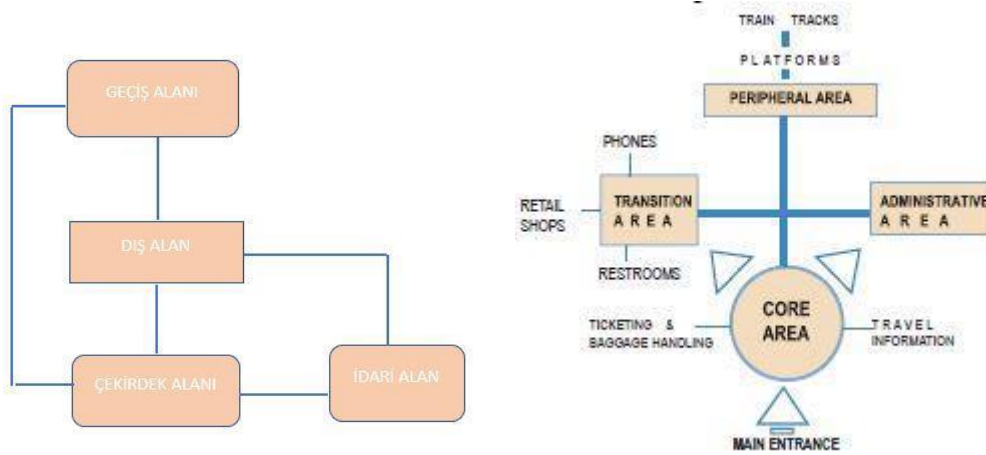 GEÇİŞ ALANI
DIŞ ALAN
ÇEKİRDEK ALANI
İDARİ ALAN
TRAIN TRACKS
PLATFORMS
PERIPHERAL AREA
PHONES
RETAIL
SHOPS
TRANSITION
AREA
RESTROOMS
ADMINISTRATIVE
AREA
CORE
AREA
TICKETING &
BAGGAGE HANDLING
TRAVEL
INFORMATION
MAIN ENTRANCE